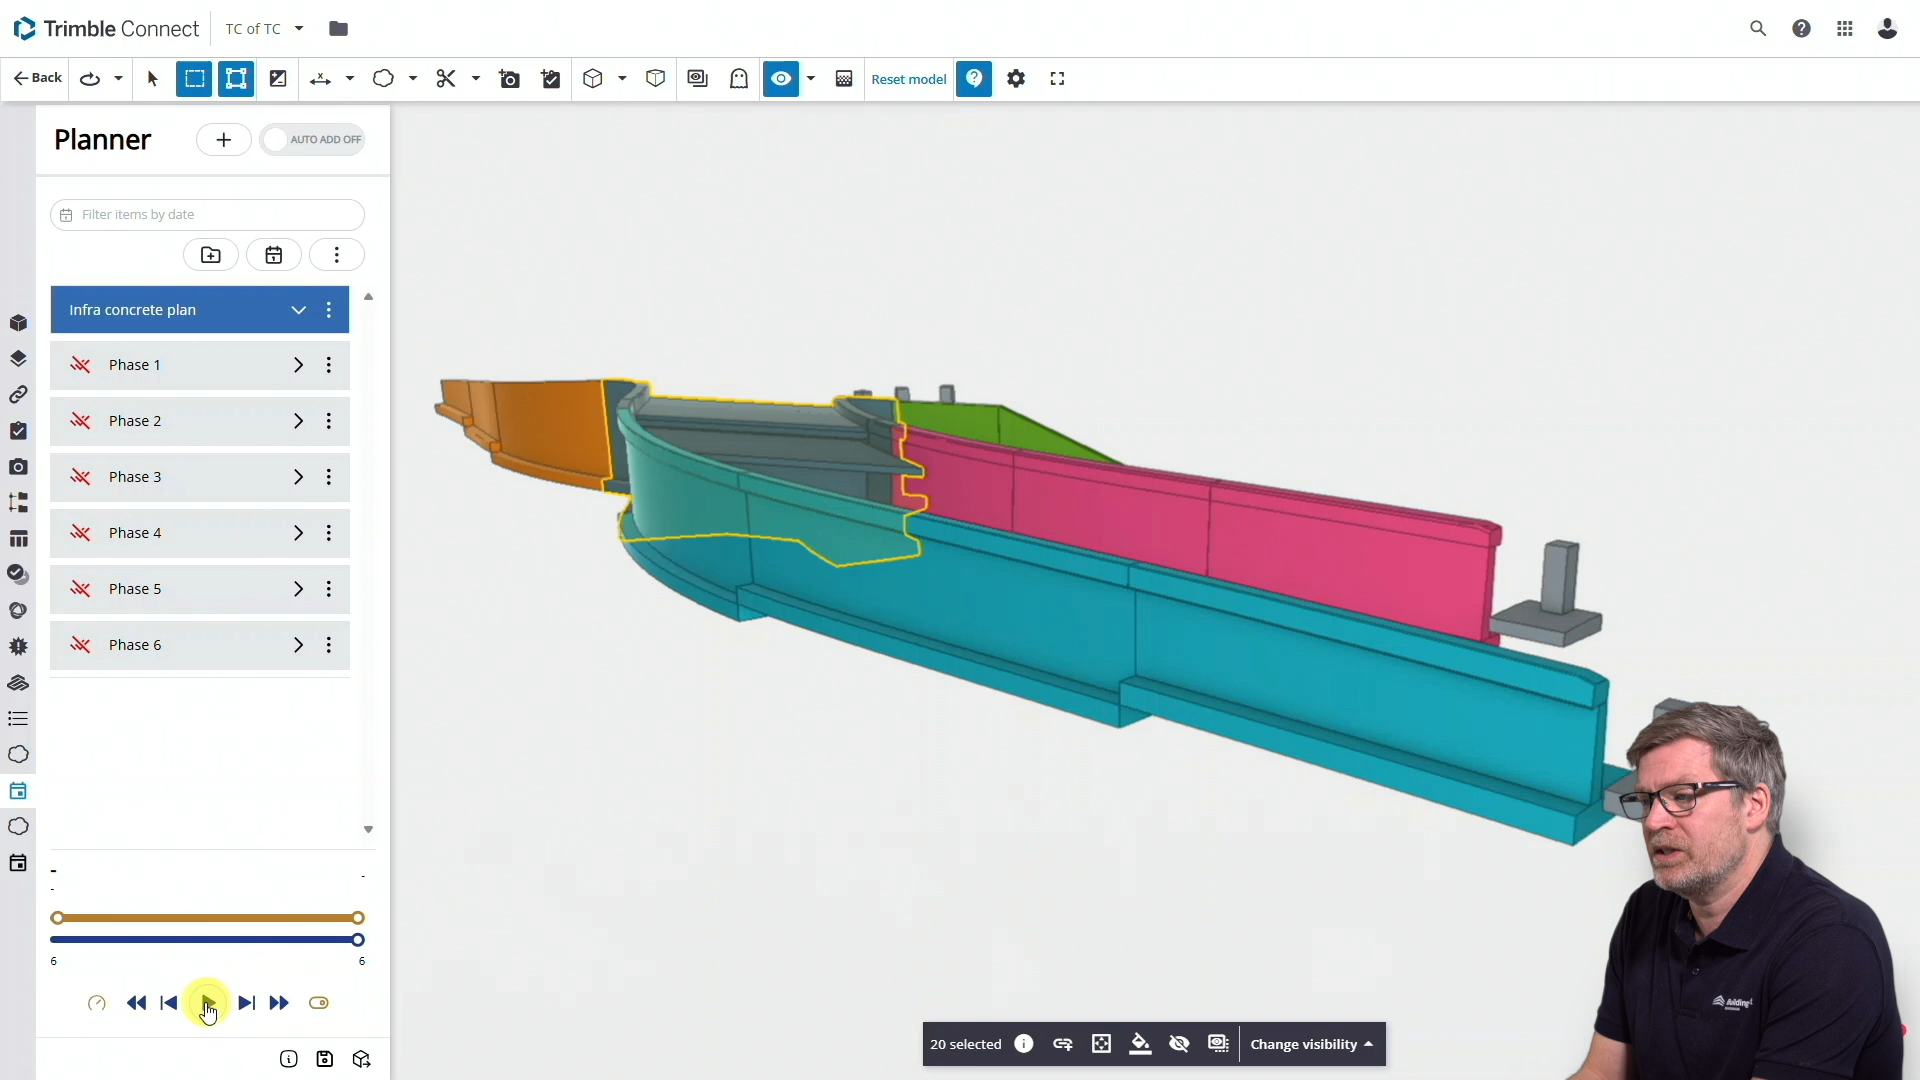 Trimble Connect
TC of TC
Back
Reset model
Planner
AUTO ADD OFF
Filter items by date
Infra concrete plan
Phase 1
Phase 2
Phase 3
Phase 4
Phase 5
Phase 6
-
-
-
6
6
20 selected
Change visibility